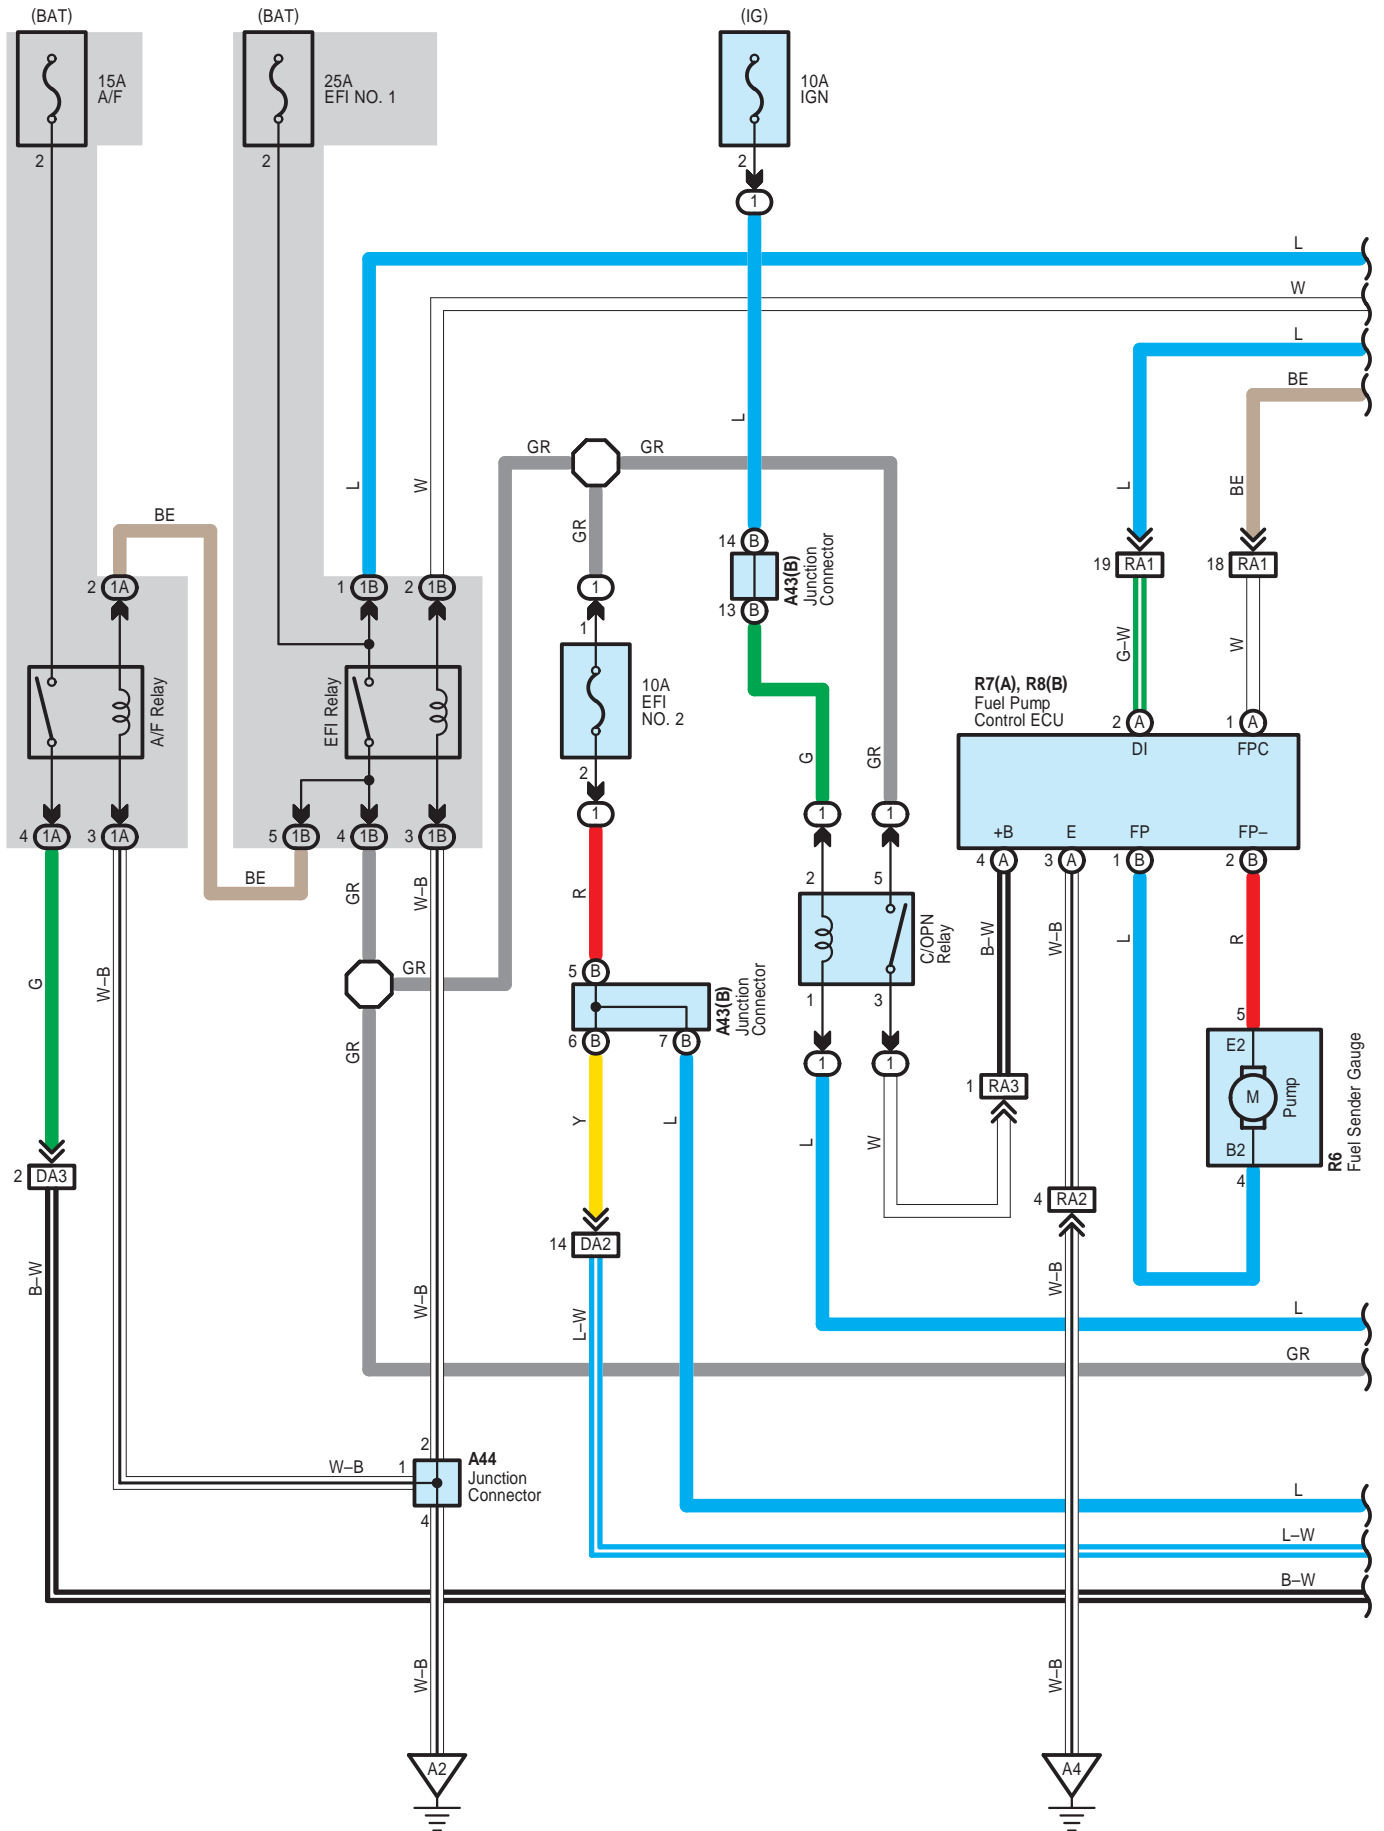 (BAT)
(BAT)
(IG)
15A
A/F
25A
EFI NO. 1
10A
IGN
2
2
2
1
L
W
L
BE
L
GR
GR
L
W
GR
L
BE
BE
14 B
A43(B)
Junction
Connector
13 B
19 RA1
18 RA1
2 1A
1 1B
2 1B
1
1
G–W
W
A/F Relay
EFI Relay
10A
EFI
NO. 2
R7(A), R8(B)
Fuel Pump
Control ECU
2 A
1 A
DI
FPC
G
GR
2
1
1
1
4 1A
3 1A
5 1B
4 1B
3 1B
+B
E
FP
FP–
4 A
3 A
1 B
2 B
BE
GR
W–B
R
2
5
C/OPN
Relay
B–W
W–B
L
R
G
W–B
GR
5 B
A43(B)
Junction
Connector
6 B
7 B
1
3
1
1
GR
5
E2
M
Pump
B2
4
R6
Fuel Sender Gauge
1 RA3
Y
L
L
W
2 DA3
4 RA2
14 DA2
B–W
W–B
L–W
W–B
L
GR
2
A44
Junction
Connector
W–B
1
4
L
L–W
B–W
W–B
W–B
A2
A4